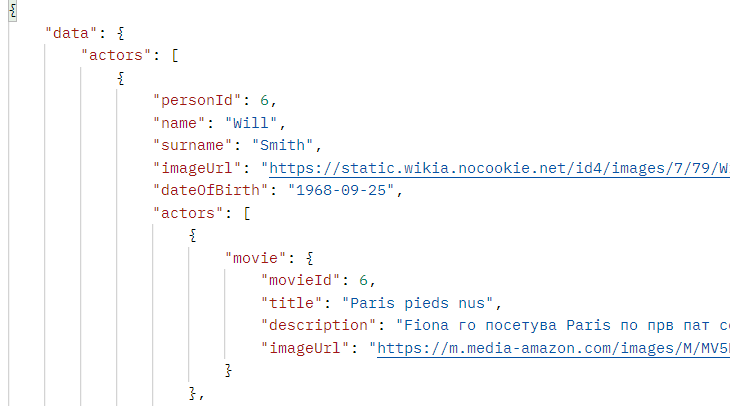 {
"data": {
"actors": [
{
"personId": 6,
"name": "Will",
"surname": "Smith",
"imageUrl": "https://static.wikia.nocookie.net/id4/images/7/79/W
"dateOfBirth": "1968-09-25",
"actors": [
{
"movie": {
"movieId": 6,
"title": "Paris pieds nus",
"description": "Fiona го посетува Paris по прв пат
"imageUrl": "https://m.media-amazon.com/images/M/MV5
}
},